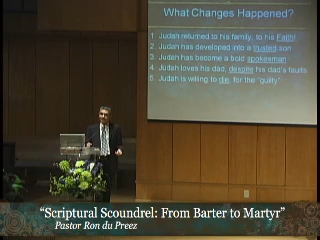 What Changes Happened?
1. Judah returned to his family, to his Faith!
2. Judah has developed into a trusted son
3. Judah has become a bold spokesman
4. Judah loves his dad, despite his dad's faults
5. Judah is willing to die, for the "guilty"
"Scriptural Scoundrel: From Barter to Martyr"
Pastor Ron du Preez